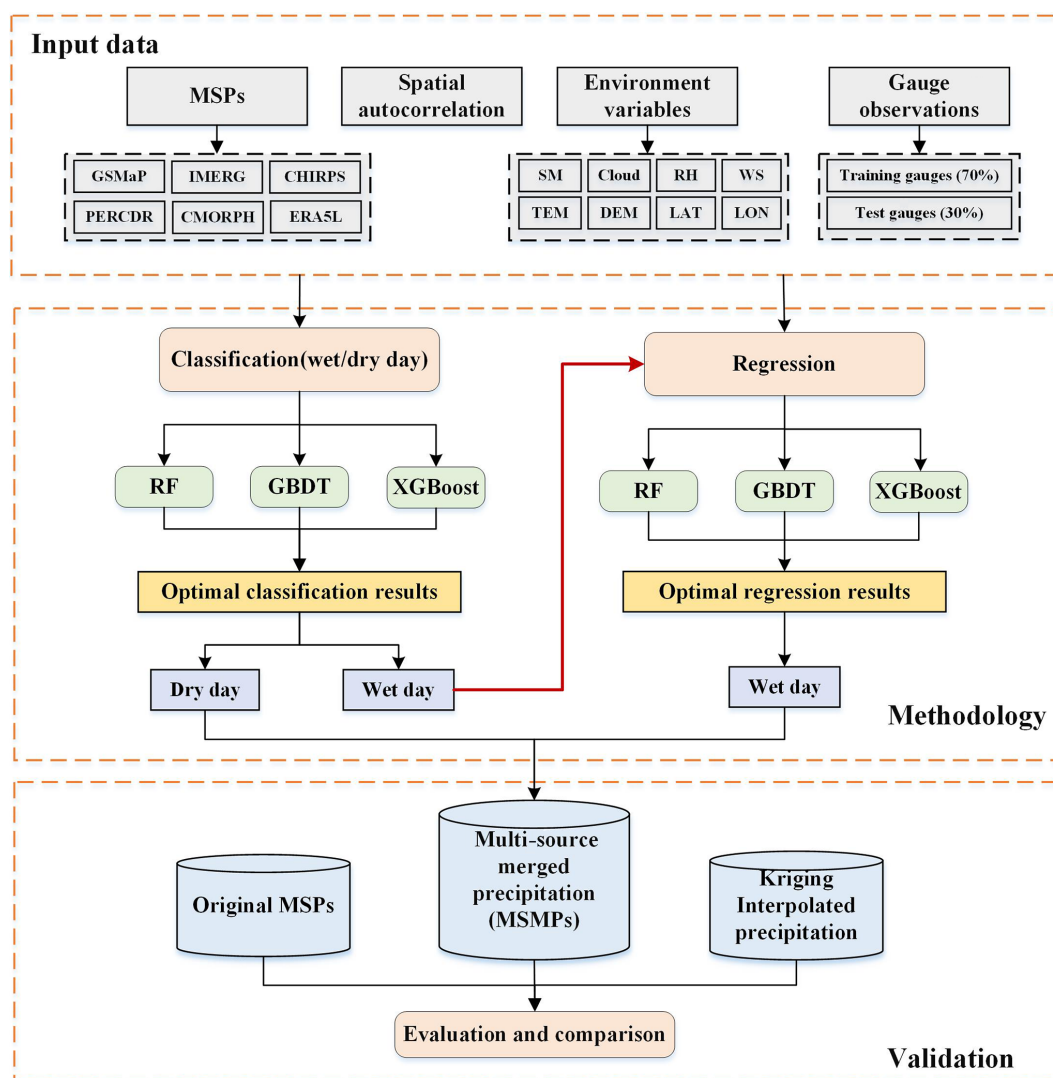 Input data
MSPs
Spatial
autocorrelation
Environment
variables
Gauge
observations
GSMaP
IMERG
CHIRPS
PERCDR
CMORPH
ERA5L
SM
Cloud
RH
WS
TEM
DEM
LAT
LON
Training gauges (70%)
Test gauges (30%)
Classification(wet/dry day)
Regression
RF
GBDT
XGBoost
RF
GBDT
XGBoost
Optimal classification results
Optimal regression results
Dry day
Wet day
Wet day
Methodology
Original MSPs
Multi-source
merged
precipitation
(MSMPs)
Kriging
Interpolated
precipitation
Evaluation and comparison
Validation